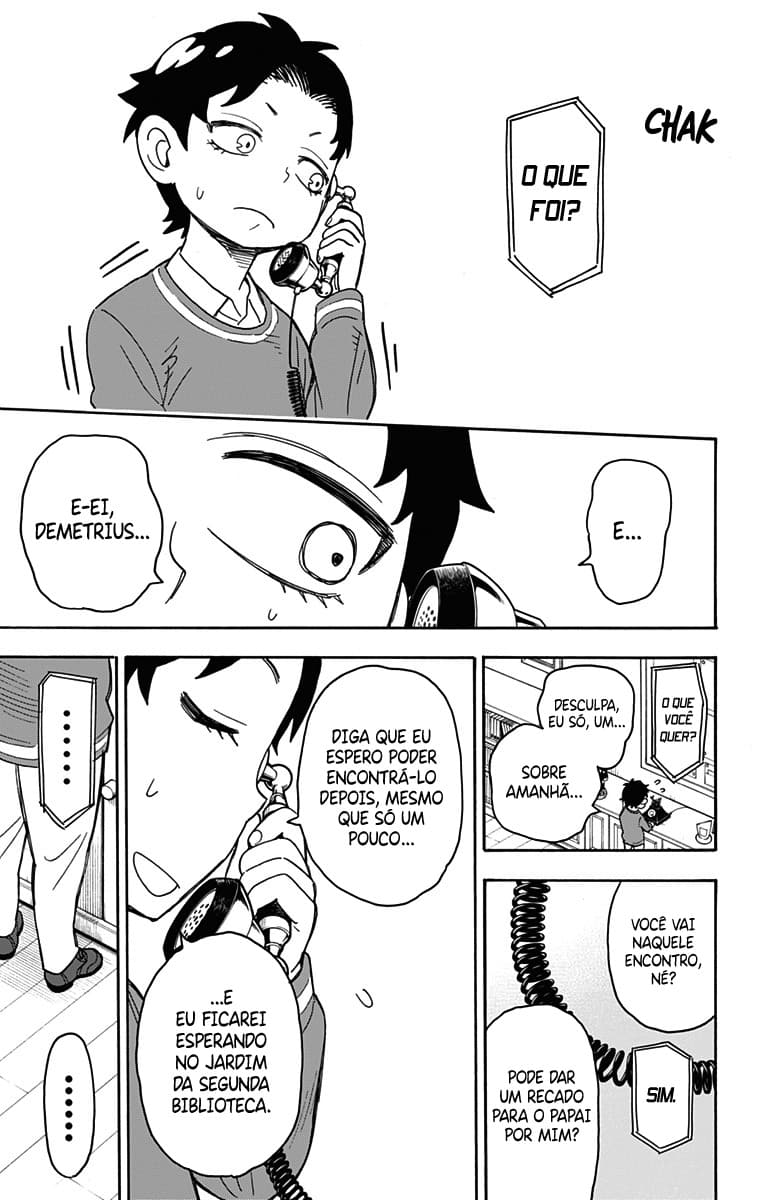 CHAK
O QUE
FOI?
E...
E-EI,
DEMETRIUS...
O QUE
VOCÊ
QUER?
DESCULPA,
EU SÓ, UM...
SOBRE
AMANHÃ...
VOCÊ VAI
NAQUELE
ENCONTRO,
NÉ?
SIM.
PODE DAR
UM RECADO
PARA O PAPAI
POR MIM?
DIGA QUE EU
ESPERO PODER
ENCONTRÁ-LO
DEPOIS, MESMO
QUE SÓ UM
POUCO...
...E
EU FICAREI
ESPERANDO
NO JARDIM
DA SEGUNDA
BIBLIOTECA.
.....
.....